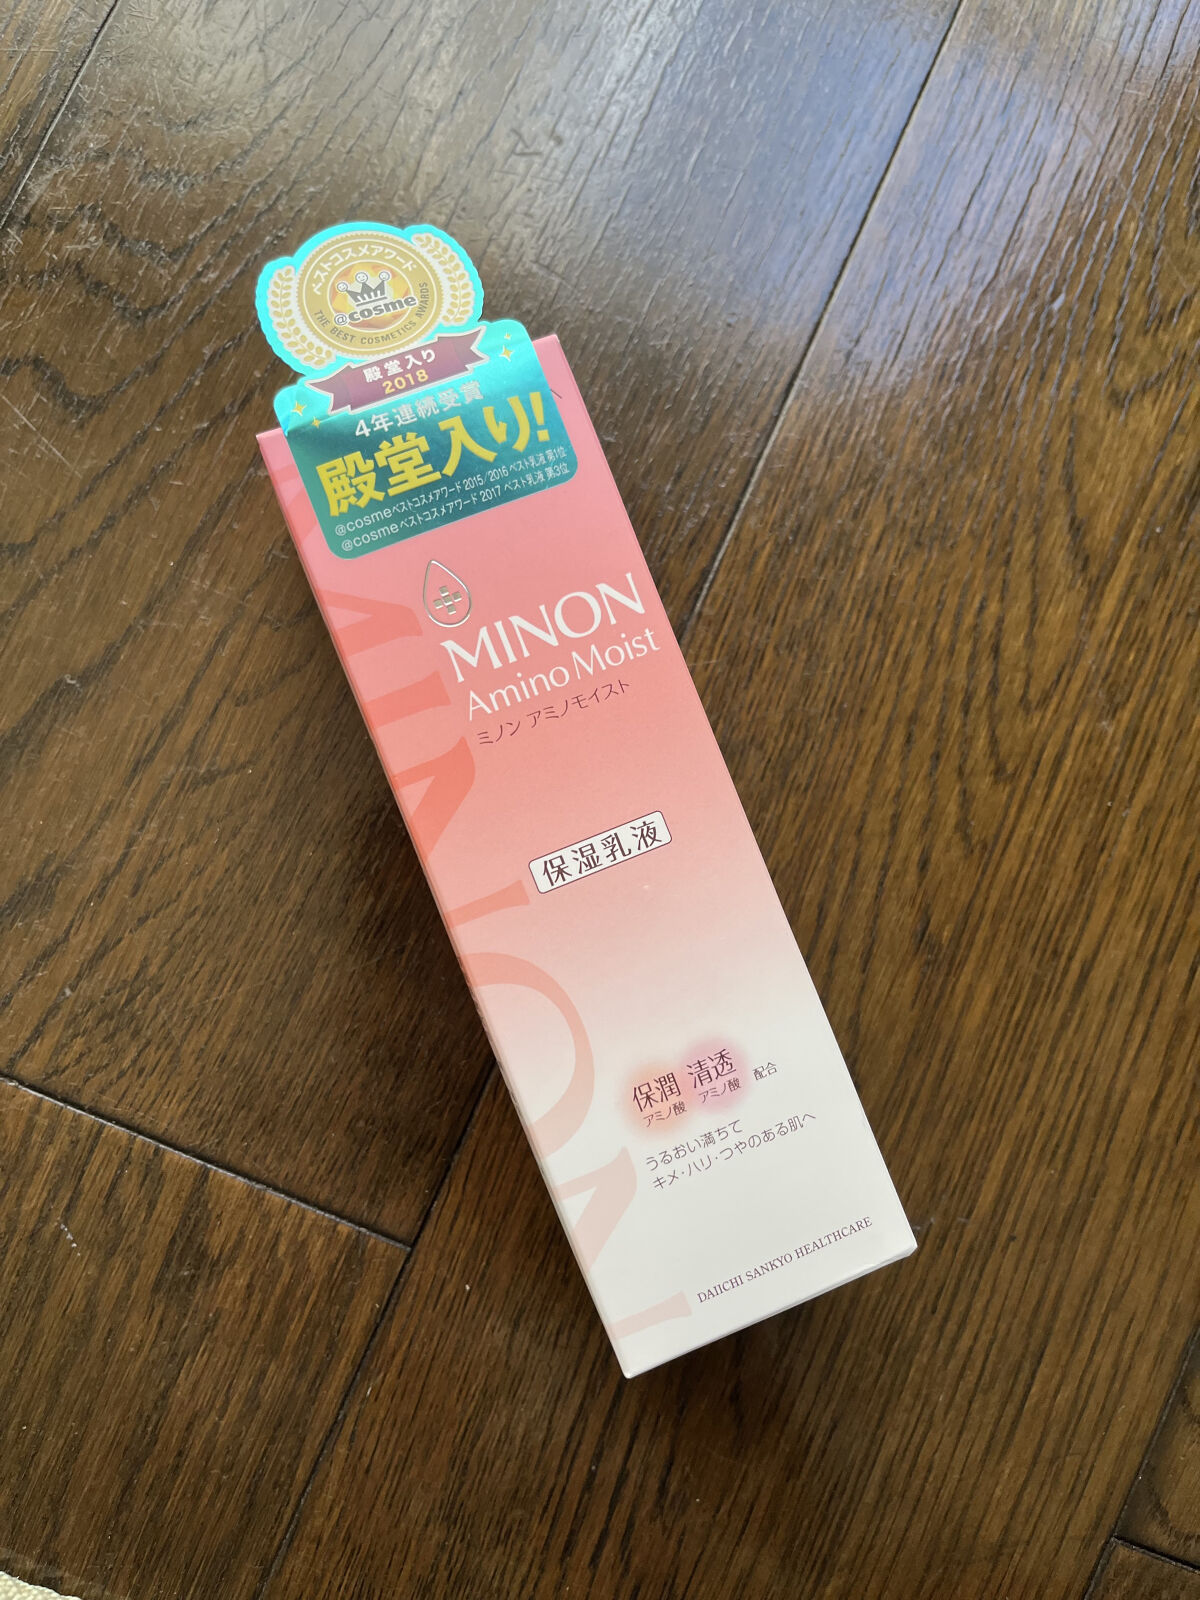 ベストコスメアワード
@cosme
THE BEST COSMETICS AWARDS
殿堂入り
2018
4年連続受賞
殿堂入り!
@cosmeベストコスメアワード 2015/2016 ベスト乳液 第1位
@cosmeベストコスメアワード 2017 ベスト乳液 第3位
MINON
Amino Moist
ミノン アミノモイスト
保湿乳液
保潤 清透
アミノ酸 アミノ酸 配合
うるおい満ちて
キメ・ハリ・つやのある肌へ
DAIICHI SANKYO HEALTHCARE
MINON